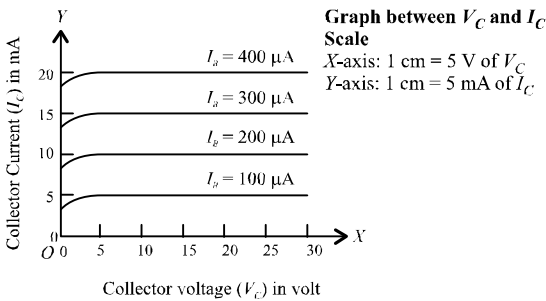 Y
Graph between V_C and I_C
Scale
X-axis: 1 cm = 5 V of V_C
Y-axis: 1 cm = 5 mA of I_C
Collector Current (I_C) in mA
20
15
10
5
0
I_B = 400 μA
I_B = 300 μA
I_B = 200 μA
I_B = 100 μA
O 0 5 10 15 20 25 30 X
Collector voltage (V_C) in volt